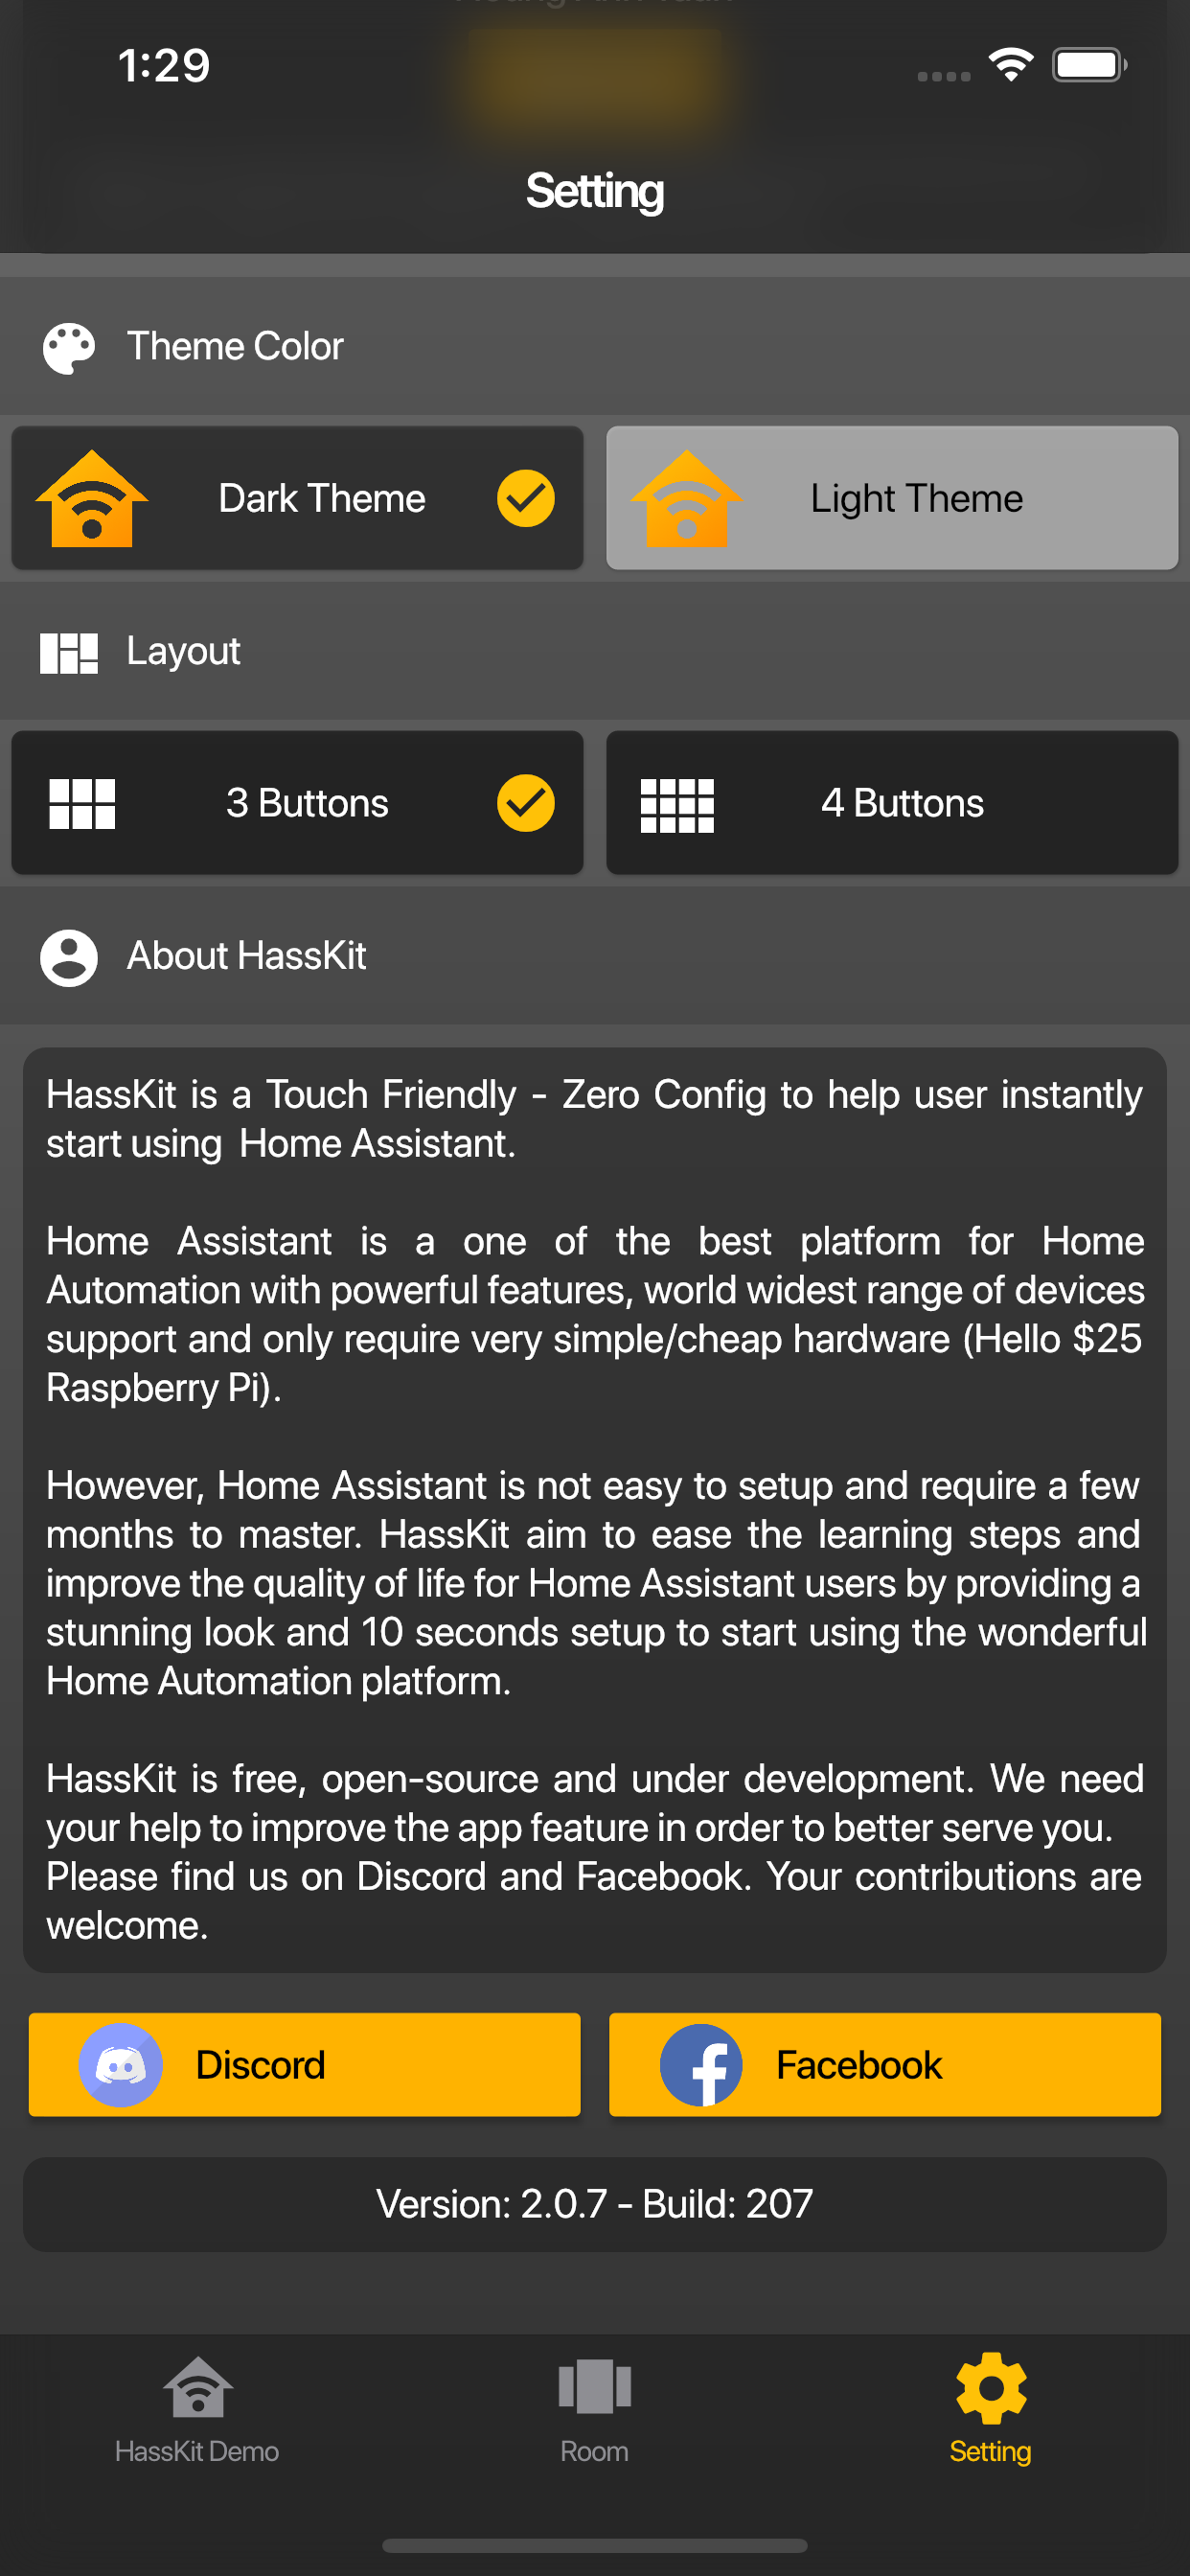 1:29
Setting
Theme Color
Dark Theme
Light Theme
Layout
3 Buttons
4 Buttons
About HassKit
HassKit is a Touch Friendly - Zero Config to help user instantly
start using  Home Assistant.
Home Assistant is a one of the best platform for Home
Automation with powerful features, world widest range of devices
support and only require very simple/cheap hardware (Hello $25
Raspberry Pi).
However, Home Assistant is not easy to setup and require a few
months to master. HassKit aim to ease the learning steps and
improve the quality of life for Home Assistant users by providing a
stunning look and 10 seconds setup to start using the wonderful
Home Automation platform.
HassKit is free, open-source and under development. We need
your help to improve the app feature in order to better serve you.
Please find us on Discord and Facebook. Your contributions are
welcome.
Discord
Facebook
Version: 2.0.7 - Build: 207
HassKit Demo
Room
Setting